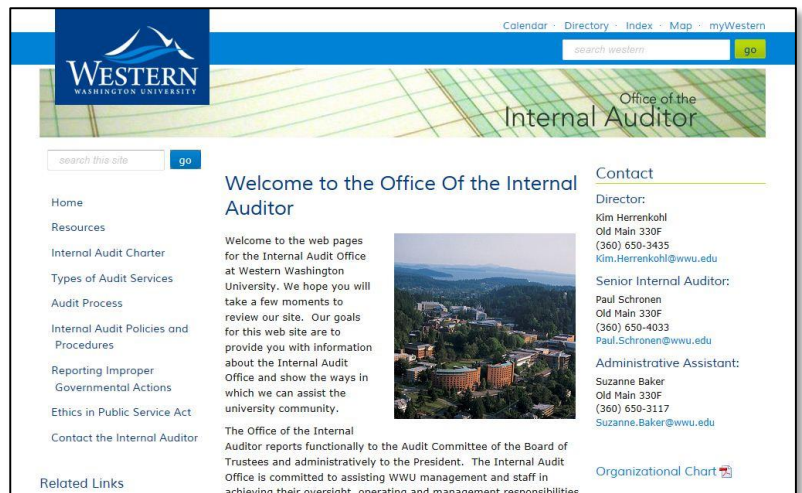 Calendar · Directory · Index · Map · myWestern
search western
go
WESTERN
WASHINGTON UNIVERSITY
Office of the
Internal Auditor
search this site
go
Home
Resources
Internal Audit Charter
Types of Audit Services
Audit Process
Internal Audit Policies and
Procedures
Reporting Improper
Governmental Actions
Ethics in Public Service Act
Contact the Internal Auditor
Related Links
Welcome to the Office Of the Internal
Auditor
Welcome to the web pages
for the Internal Audit Office
at Western Washington
University. We hope you will
take a few moments to
review our site. Our goals
for this web site are to
provide you with information
about the Internal Audit
Office and show the ways in
which we can assist the
university community.
The Office of the Internal
Auditor reports functionally to the Audit Committee of the Board of
Trustees and administratively to the President. The Internal Audit
Office is committed to assisting WWU management and staff in
achieving their oversight, operating and management responsibilities
Contact
Director:
Kim Herrenkohl
Old Main 330F
(360) 650-3435
Kim.Herrenkohl@wwu.edu
Senior Internal Auditor:
Paul Schronen
Old Main 330F
(360) 650-4033
Paul.Schronen@wwu.edu
Administrative Assistant:
Suzanne Baker
Old Main 330F
(360) 650-3117
Suzanne.Baker@wwu.edu
Organizational Chart